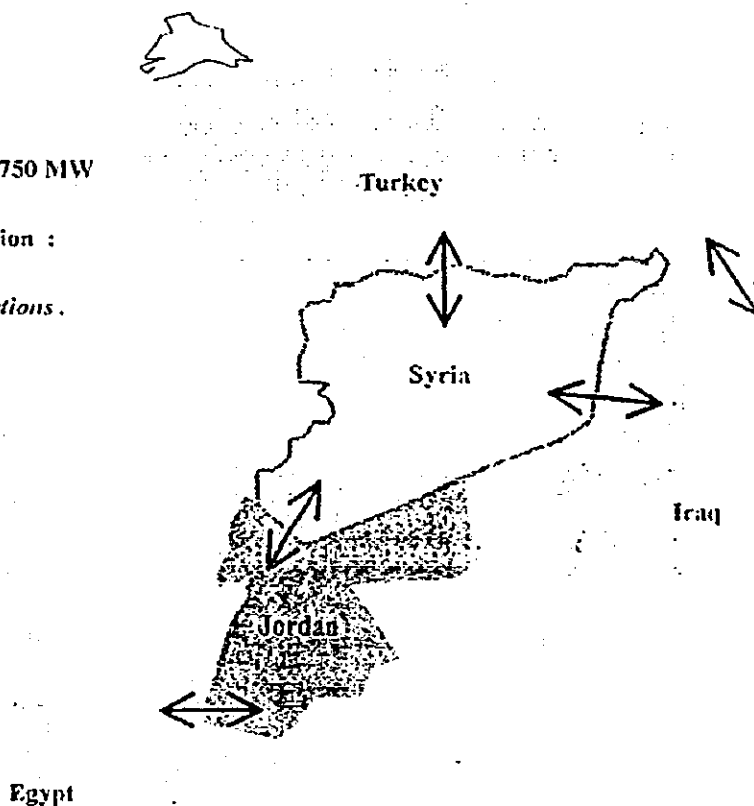 750 MW
Turkey
ion :
tions .
Syria
Iraq
Jordan
Egypt